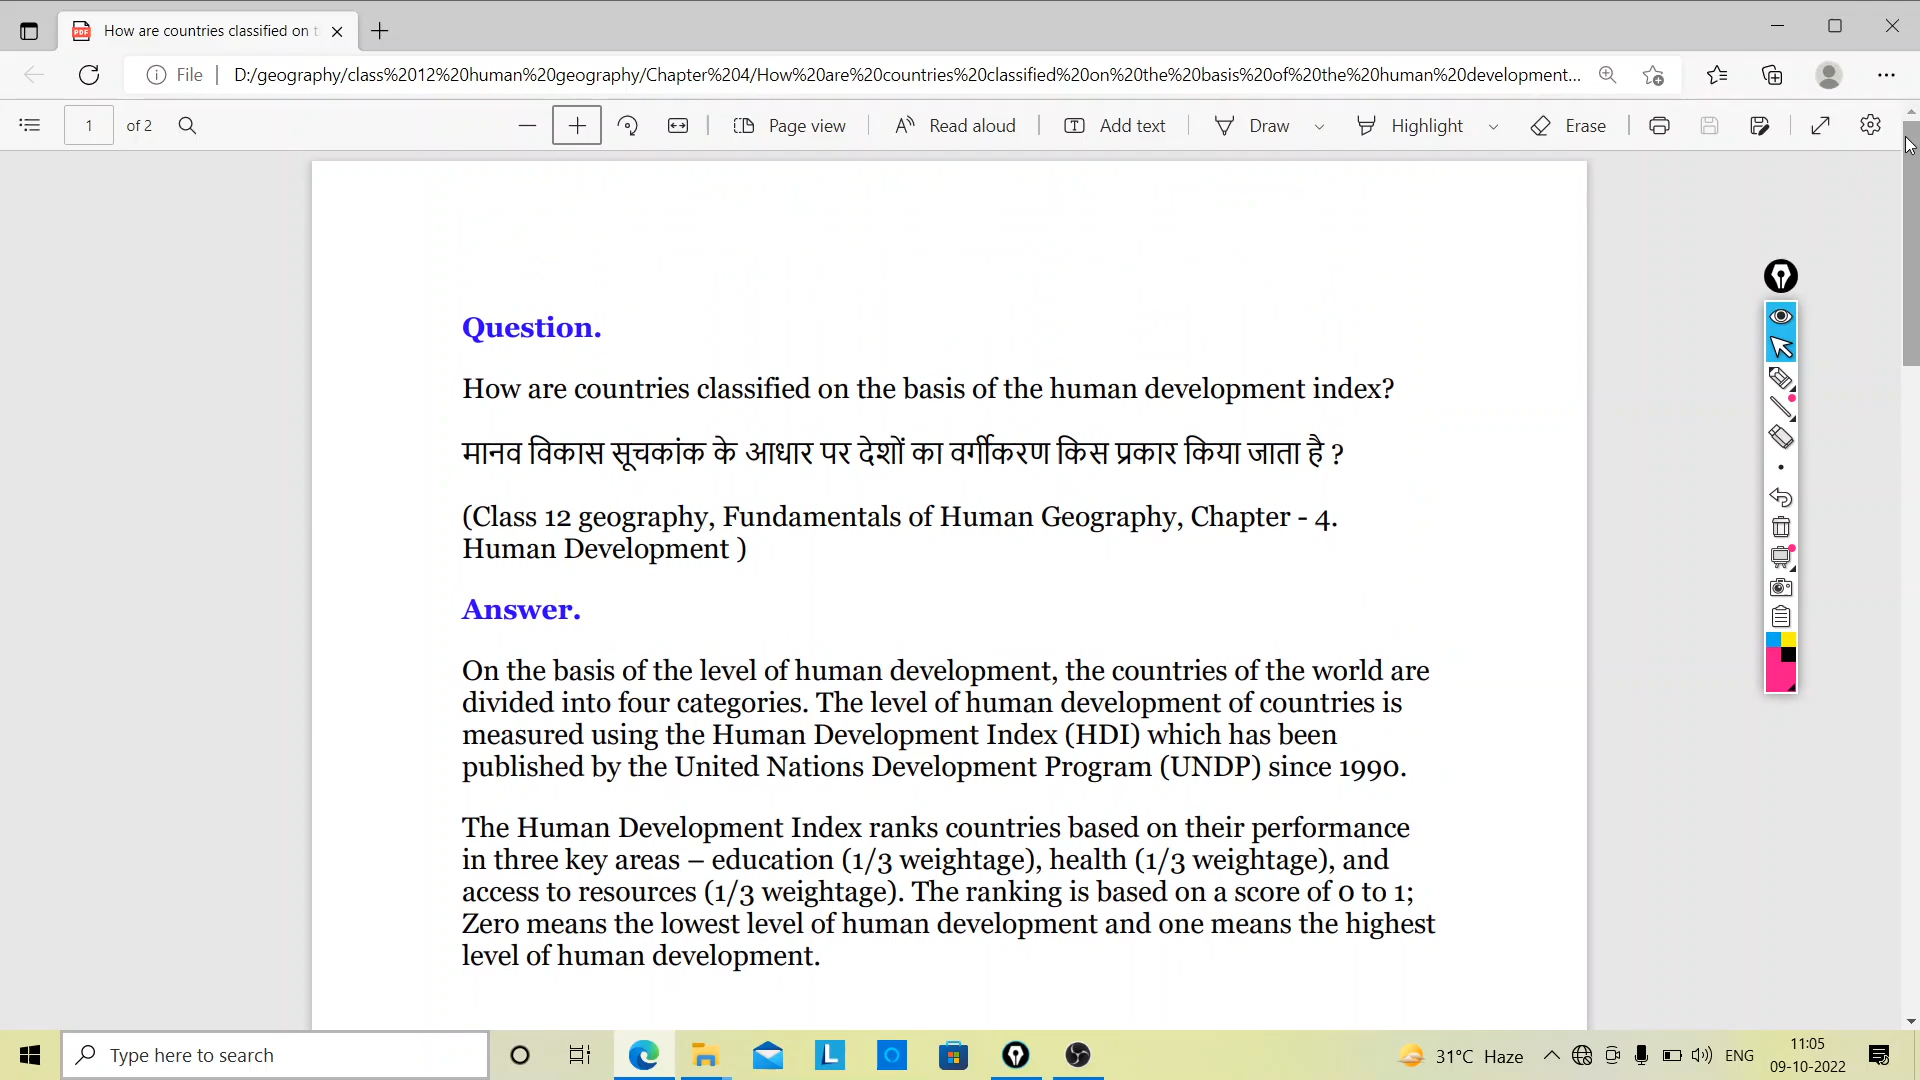 How are countries classified on t
File
D:/geography/class%2012%20human%20geography/Chapter%204/How%20are%20countries%20classified%20on%20the%20basis%20of%20the%20human%20development...
1 of 2
Page view
Read aloud
Add text
Draw
Highlight
Erase
Question.
How are countries classified on the basis of the human development index?
मानव विकास सूचकांक के आधार पर देशों का वर्गीकरण किस प्रकार किया जाता है ?
(Class 12 geography, Fundamentals of Human Geography, Chapter - 4.
Human Development )
Answer.
On the basis of the level of human development, the countries of the world are
divided into four categories. The level of human development of countries is
measured using the Human Development Index (HDI) which has been
published by the United Nations Development Program (UNDP) since 1990.
The Human Development Index ranks countries based on their performance
in three key areas – education (1/3 weightage), health (1/3 weightage), and
access to resources (1/3 weightage). The ranking is based on a score of 0 to 1;
Zero means the lowest level of human development and one means the highest
level of human development.
Type here to search
L
31°C Haze
ENG
11:05
09-10-2022